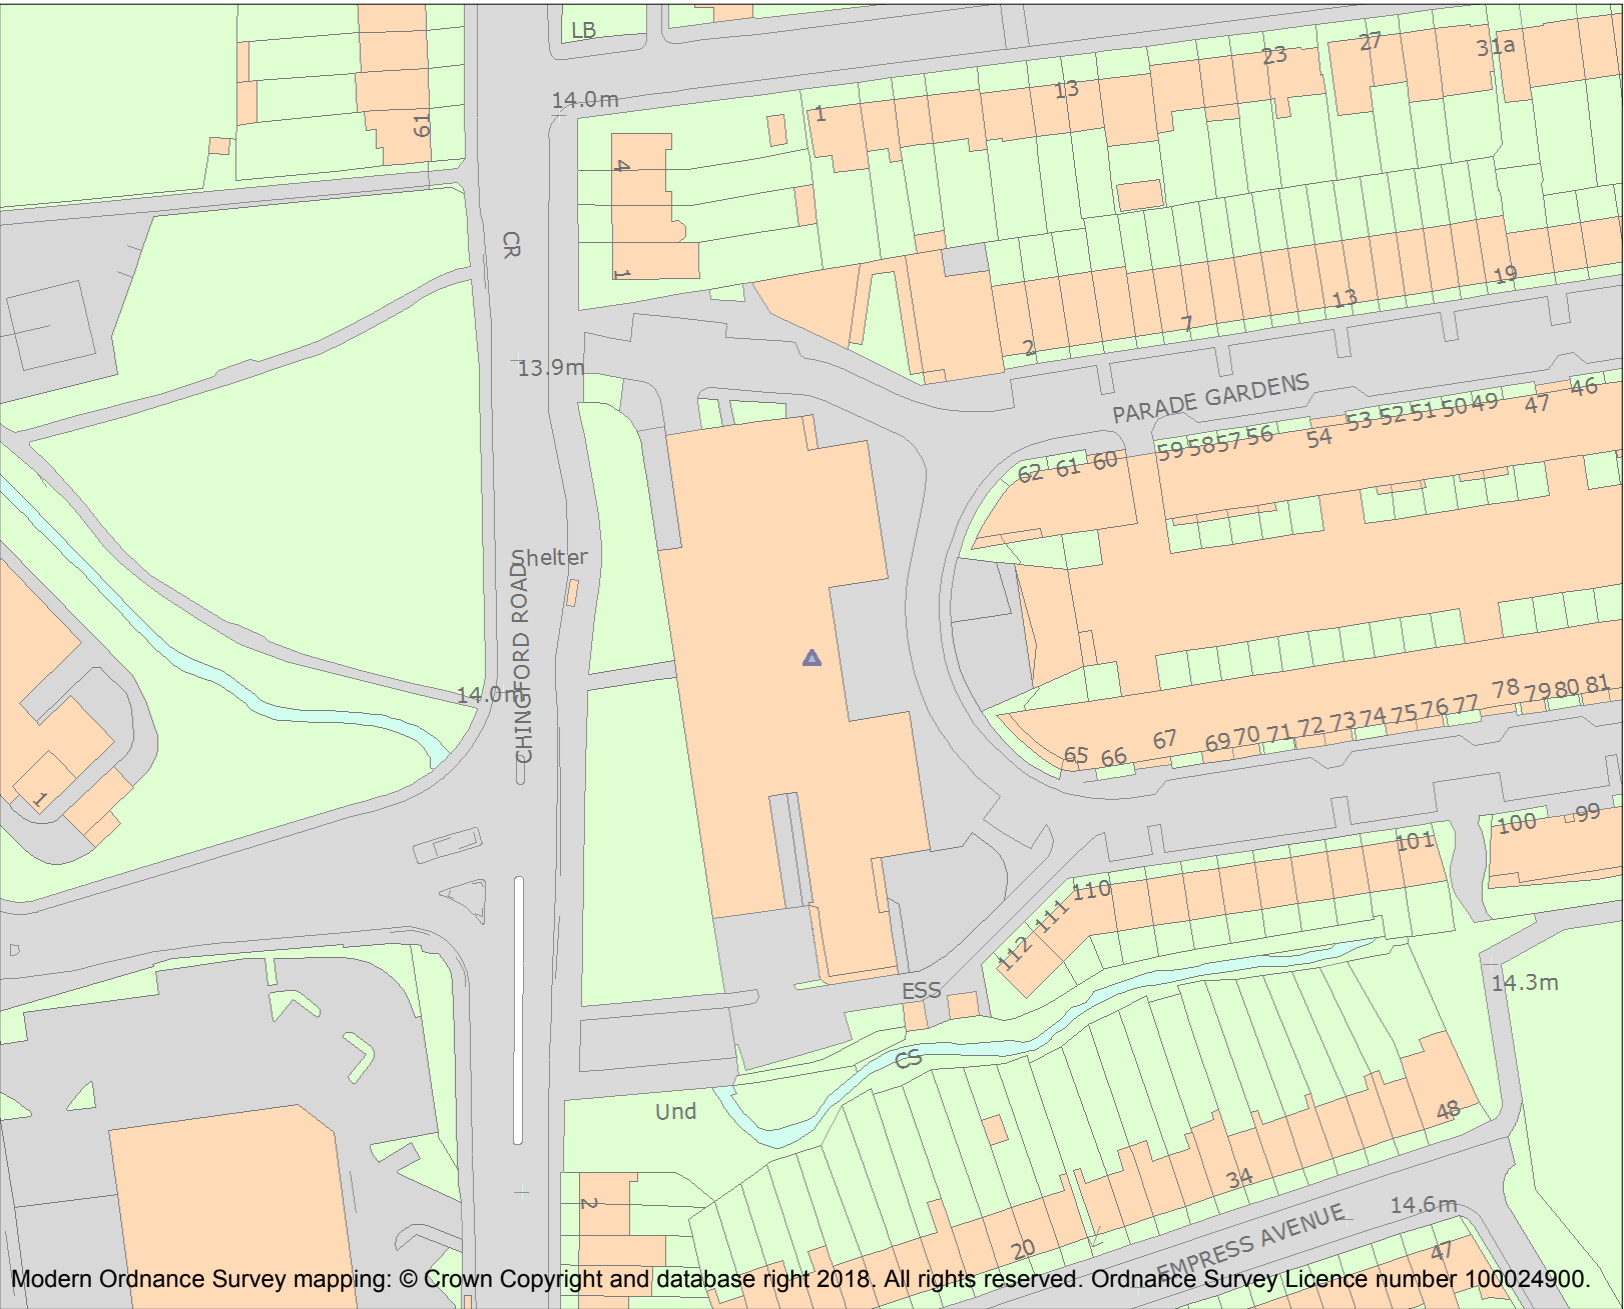 LB
14.0m
61
4
1
CR
1
13
23
27
31a
13.9m
2
7
13
19
PARADE GARDENS
62 61 60
59 58 57 56
54
53 52 51 50 49
47
46
Shelter
CHINGFORD ROAD
14.0m
1
65 66 67 69 70 71 72 73 74 75 76 77 78 79 80 81
112 111 110
101
100
99
ESS
CS
14.3m
Und
2
20
34
48
EMPRESS AVENUE
14.6m
47
Modern Ordnance Survey mapping: © Crown Copyright and database right 2018. All rights reserved. Ordnance Survey Licence number 100024900.